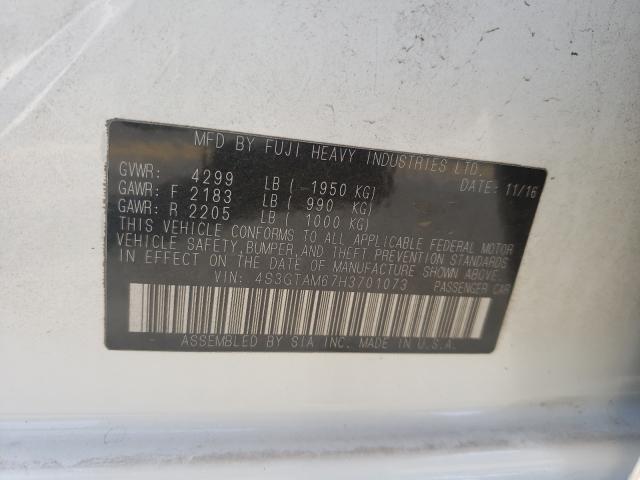 MFD BY FUJI HEAVY INDUSTRIES LTD.
GVWR: 4299 LB ( 1950 KG) DATE: 11/16
GAWR: F 2183 LB ( 990 KG)
GAWR: R 2205 LB ( 1000 KG)
THIS VEHICLE CONFORMS TO ALL APPLICABLE FEDERAL MOTOR
VEHICLE SAFETY, BUMPER, AND THEFT PREVENTION STANDARDS
IN EFFECT ON THE DATE OF MANUFACTURE SHOWN ABOVE.
VIN: 4S3GTAM67H3701073 PASSENGER CAR
ASSEMBLED BY SIA INC. MADE IN U.S.A.